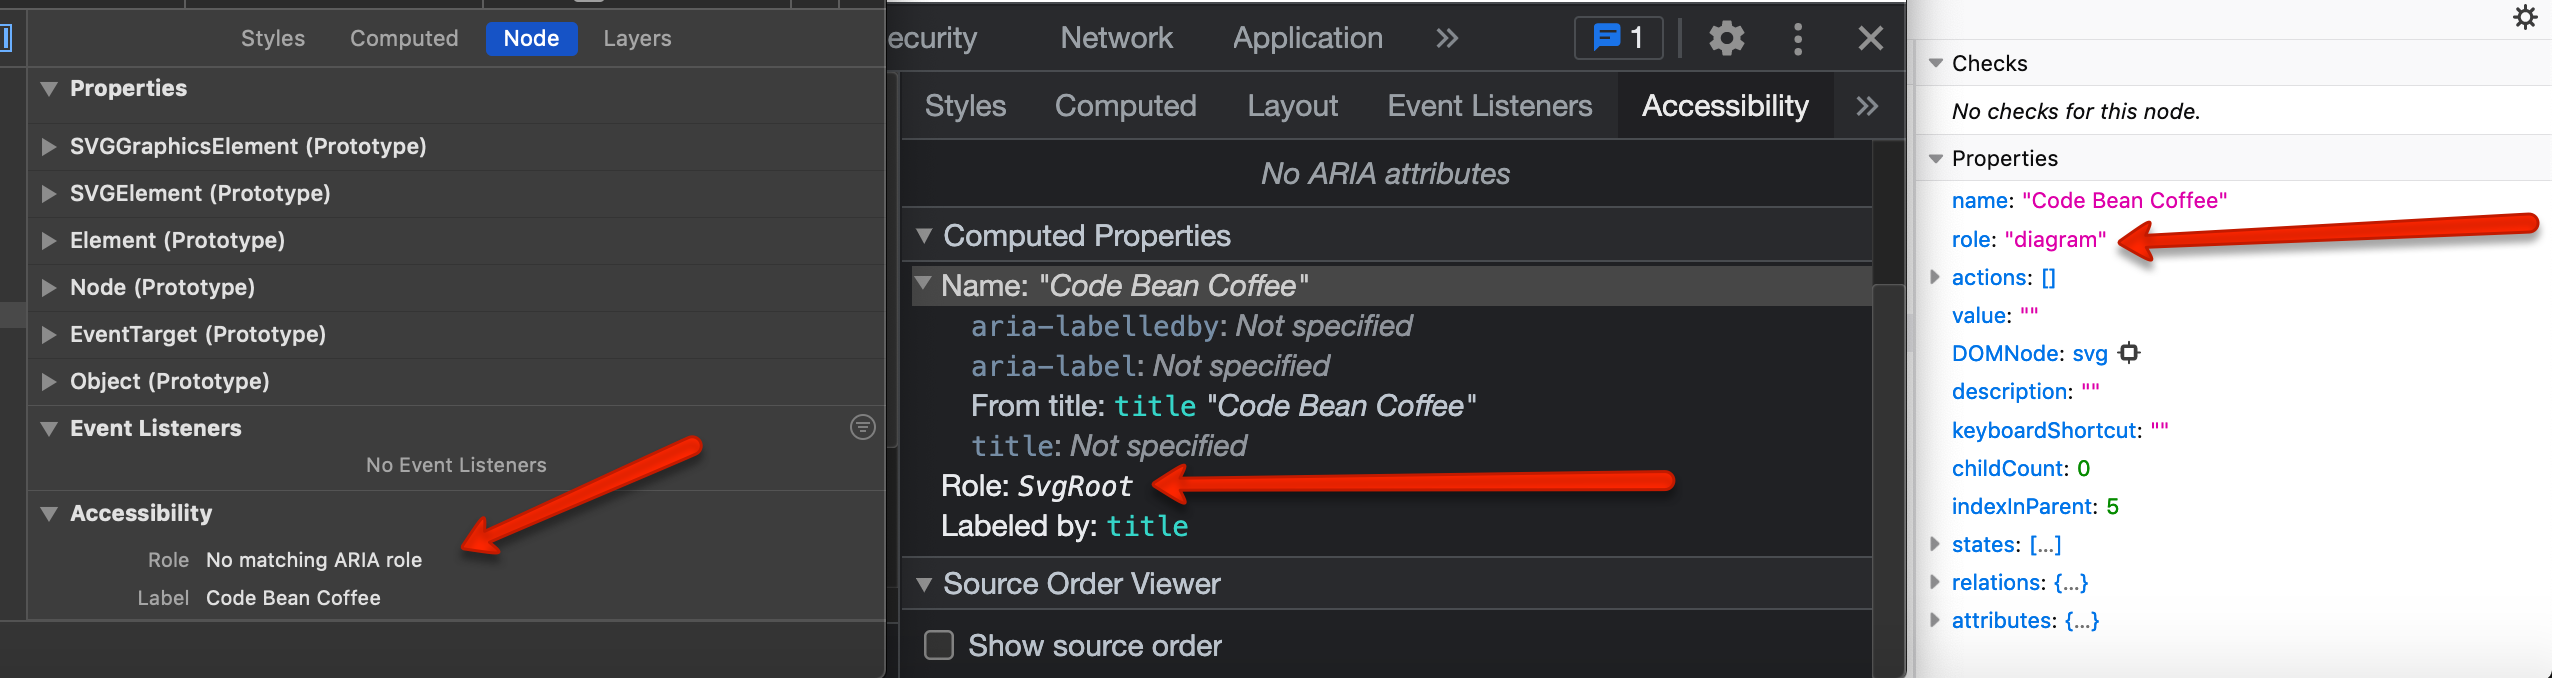 Styles Computed Node Layers
Properties
SVGGraphicsElement (Prototype)
SVGElement (Prototype)
Element (Prototype)
Node (Prototype)
EventTarget (Prototype)
Object (Prototype)
Event Listeners
No Event Listeners
Accessibility
Role No matching ARIA role
Label Code Bean Coffee
ecurity Network Application » 1
Styles Computed Layout Event Listeners Accessibility »
No ARIA attributes
Computed Properties
Name: "Code Bean Coffee"
aria-labelledby: Not specified
aria-label: Not specified
From title: title "Code Bean Coffee"
title: Not specified
Role: SvgRoot
Labeled by: title
Source Order Viewer
Show source order
Checks
No checks for this node.
Properties
name: "Code Bean Coffee"
role: "diagram"
actions: []
value: ""
DOMNode: svg
description: ""
keyboardShortcut: ""
childCount: 0
indexInParent: 5
states: […]
relations: {…}
attributes: {…}